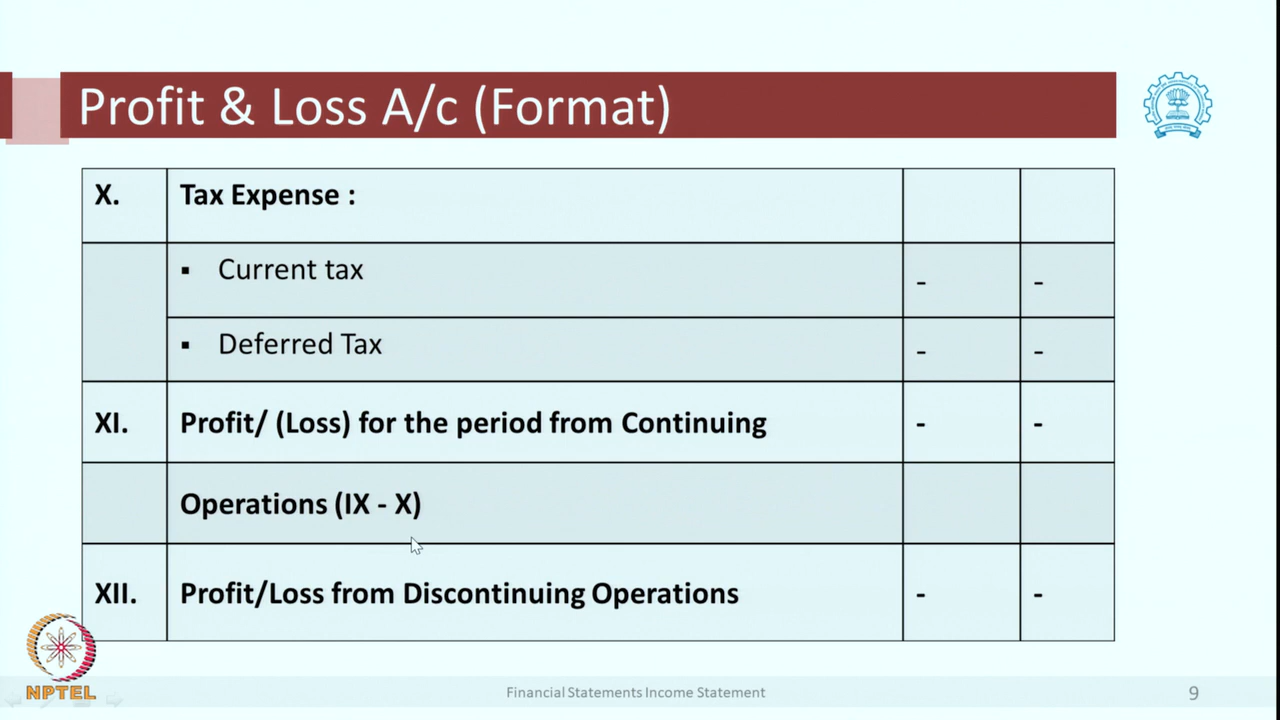 Profit & Loss A/c (Format)
X. Tax Expense :
▪ Current tax - -
▪ Deferred Tax - -
XI. Profit/ (Loss) for the period from Continuing - -
Operations (IX - X)
XII. Profit/Loss from Discontinuing Operations - -
NPTEL
Financial Statements Income Statement
9